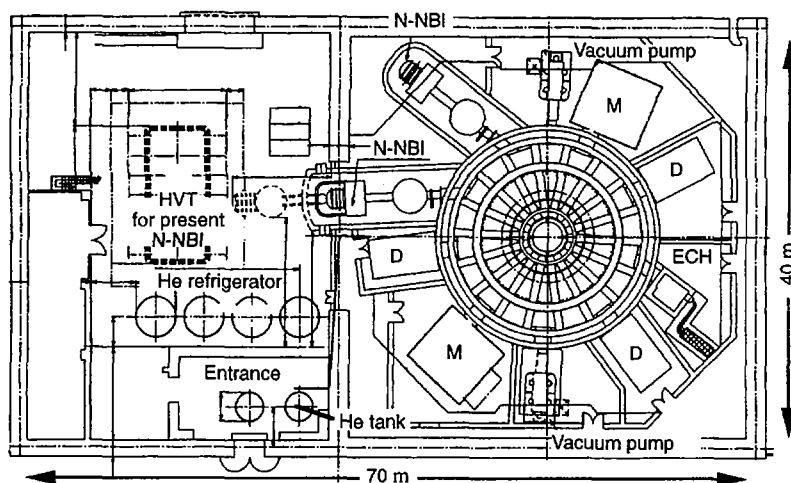 N-NBI
Vacuum pump
M
N-NBI
D
HVT
for present
N-NBI
D
ECH
He refrigerator
40 m
M
D
Entrance
He tank
Vacuum pump
70 m